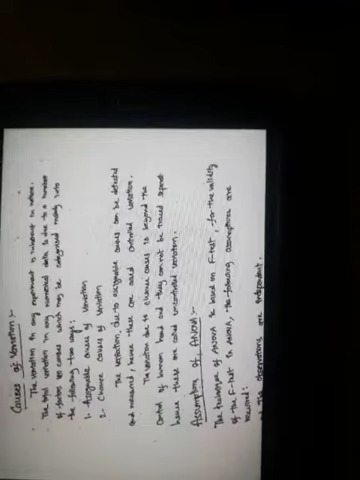 Causes of Variation :-
The variation in any experiment is inherent in nature.
The total variation in any numerical data is due to a number
of factors or causes which may be categorised mainly into
the following two ways:
1- Assignable causes of Variation
2- Chance causes of Variation
The variation, due to assignable causes can be detected
and measured, hence these are called controlled variation.
The variation due to chance causes is beyond the
control of human hand and they can not be traced
hence these are called uncontrolled variation.
Assumption of ANOVA :-
The technique of ANOVA is based on F-test, for the validity
of the F-test in ANOVA, the following assumptions are
required:
the observations are independent.